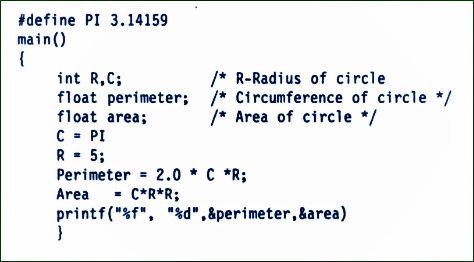 #define PI 3.14159
main()
{
int R,C; /* R-Radius of circle
float perimeter; /* Circumference of circle */
float area; /* Area of circle */
C = PI
R = 5;
Perimeter = 2.0 * C *R;
Area = C*R*R;
printf("%f", "%d",&perimeter,&area)
}